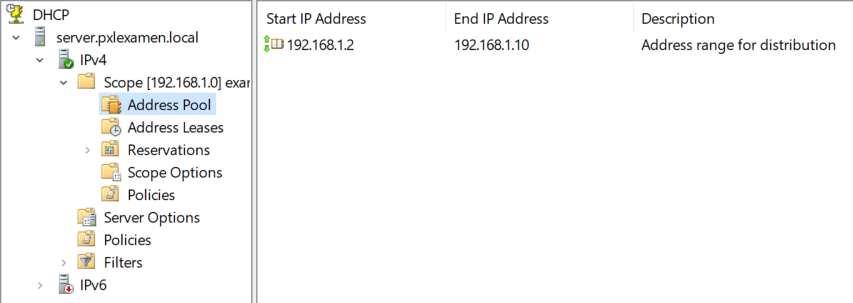 DHCP
server.pxlexamen.local
IPv4
Scope [192.168.1.0] exar
Address Pool
Address Leases
Reservations
Scope Options
Policies
Server Options
Policies
Filters
IPv6
Start IP Address End IP Address Description
192.168.1.2 192.168.1.10 Address range for distribution